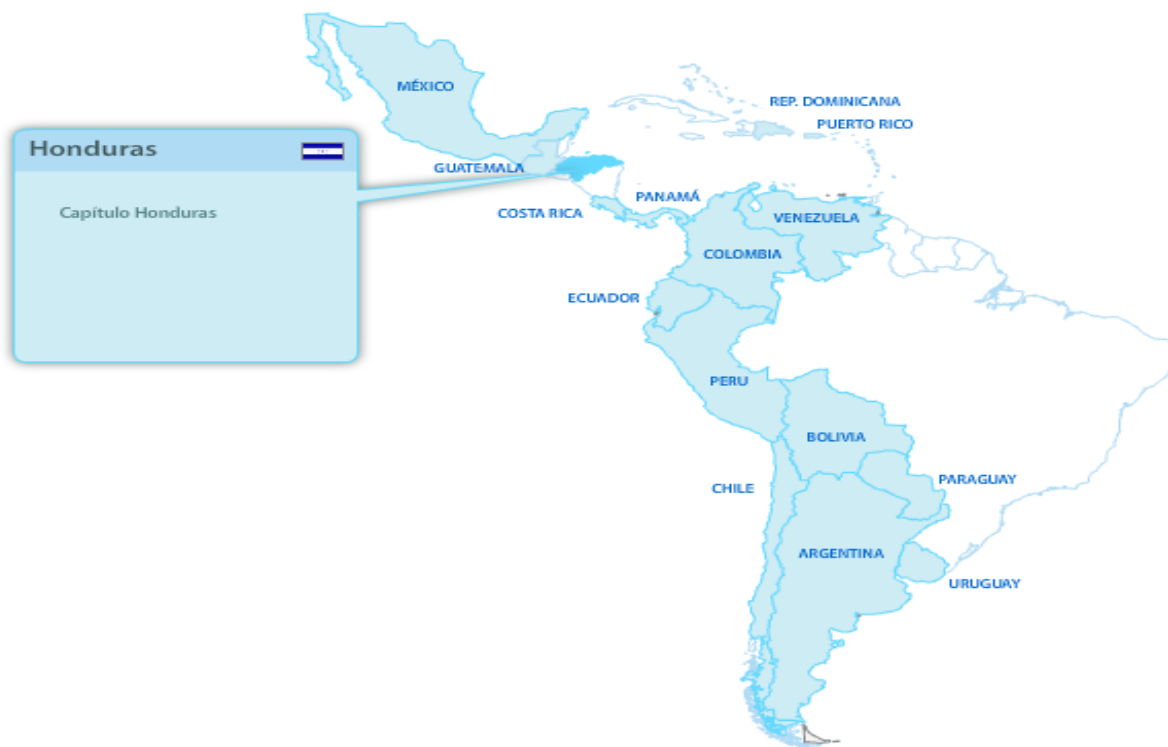 MÉXICO
REP. DOMINICANA
PUERTO RICO
Honduras
GUATEMALA
PANAMÁ
Capítulo Honduras
COSTA RICA
VENEZUELA
COLOMBIA
ECUADOR
PERU
BOLIVIA
CHILE
PARAGUAY
ARGENTINA
URUGUAY